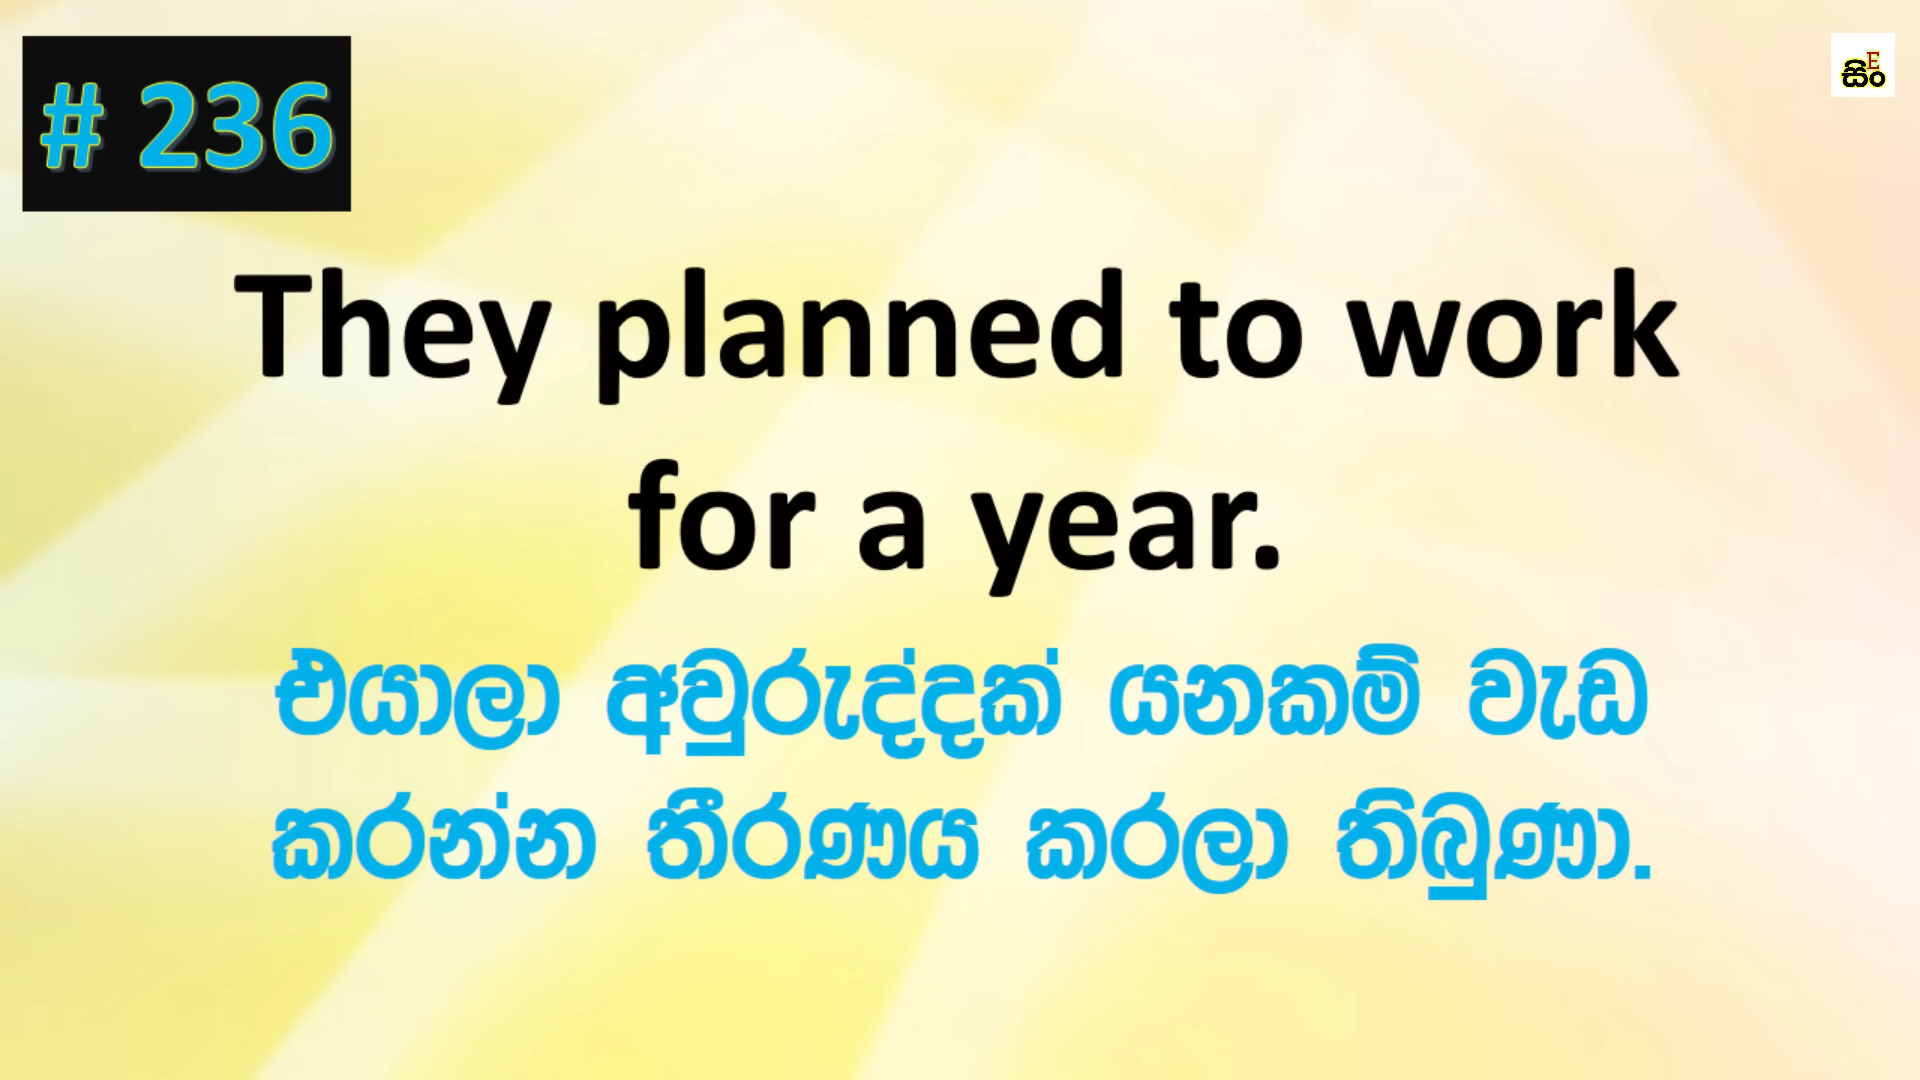 # 236
සිංE
They planned to work
for a year.
එයාලා අවුරුද්දක් යනකම් වැඩ
කරන්න තීරණය කරලා තිබුණා.